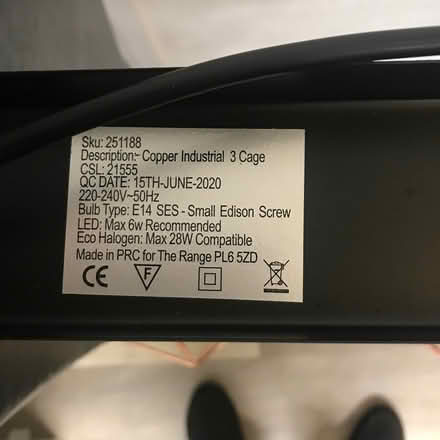 Sku: 251188
Description:- Copper Industrial 3 Cage
CSL: 21555
QC DATE: 15TH-JUNE-2020
220-240V~50Hz
Bulb Type: E14 SES - Small Edison Screw
LED: Max 6w Recommended
Eco Halogen: Max 28W Compatible
Made in PRC for The Range PL6 5ZD
CE F